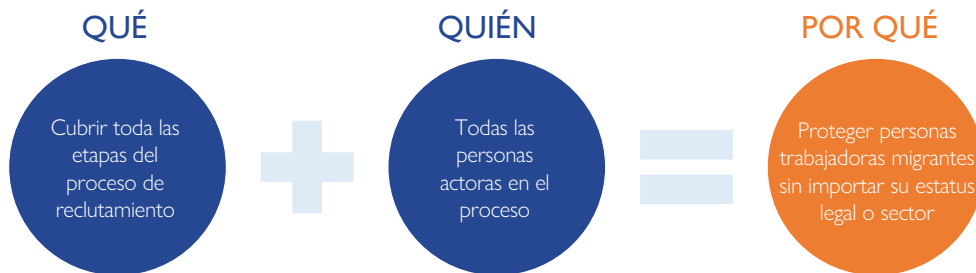 QUÉ
Cubrir toda las
etapas del
proceso de
reclutamiento
QUIÉN
Todas las
personas
actoras en el
proceso
POR QUÉ
Proteger personas
trabajadoras migrantes
sin importar su estatus
legal o sector